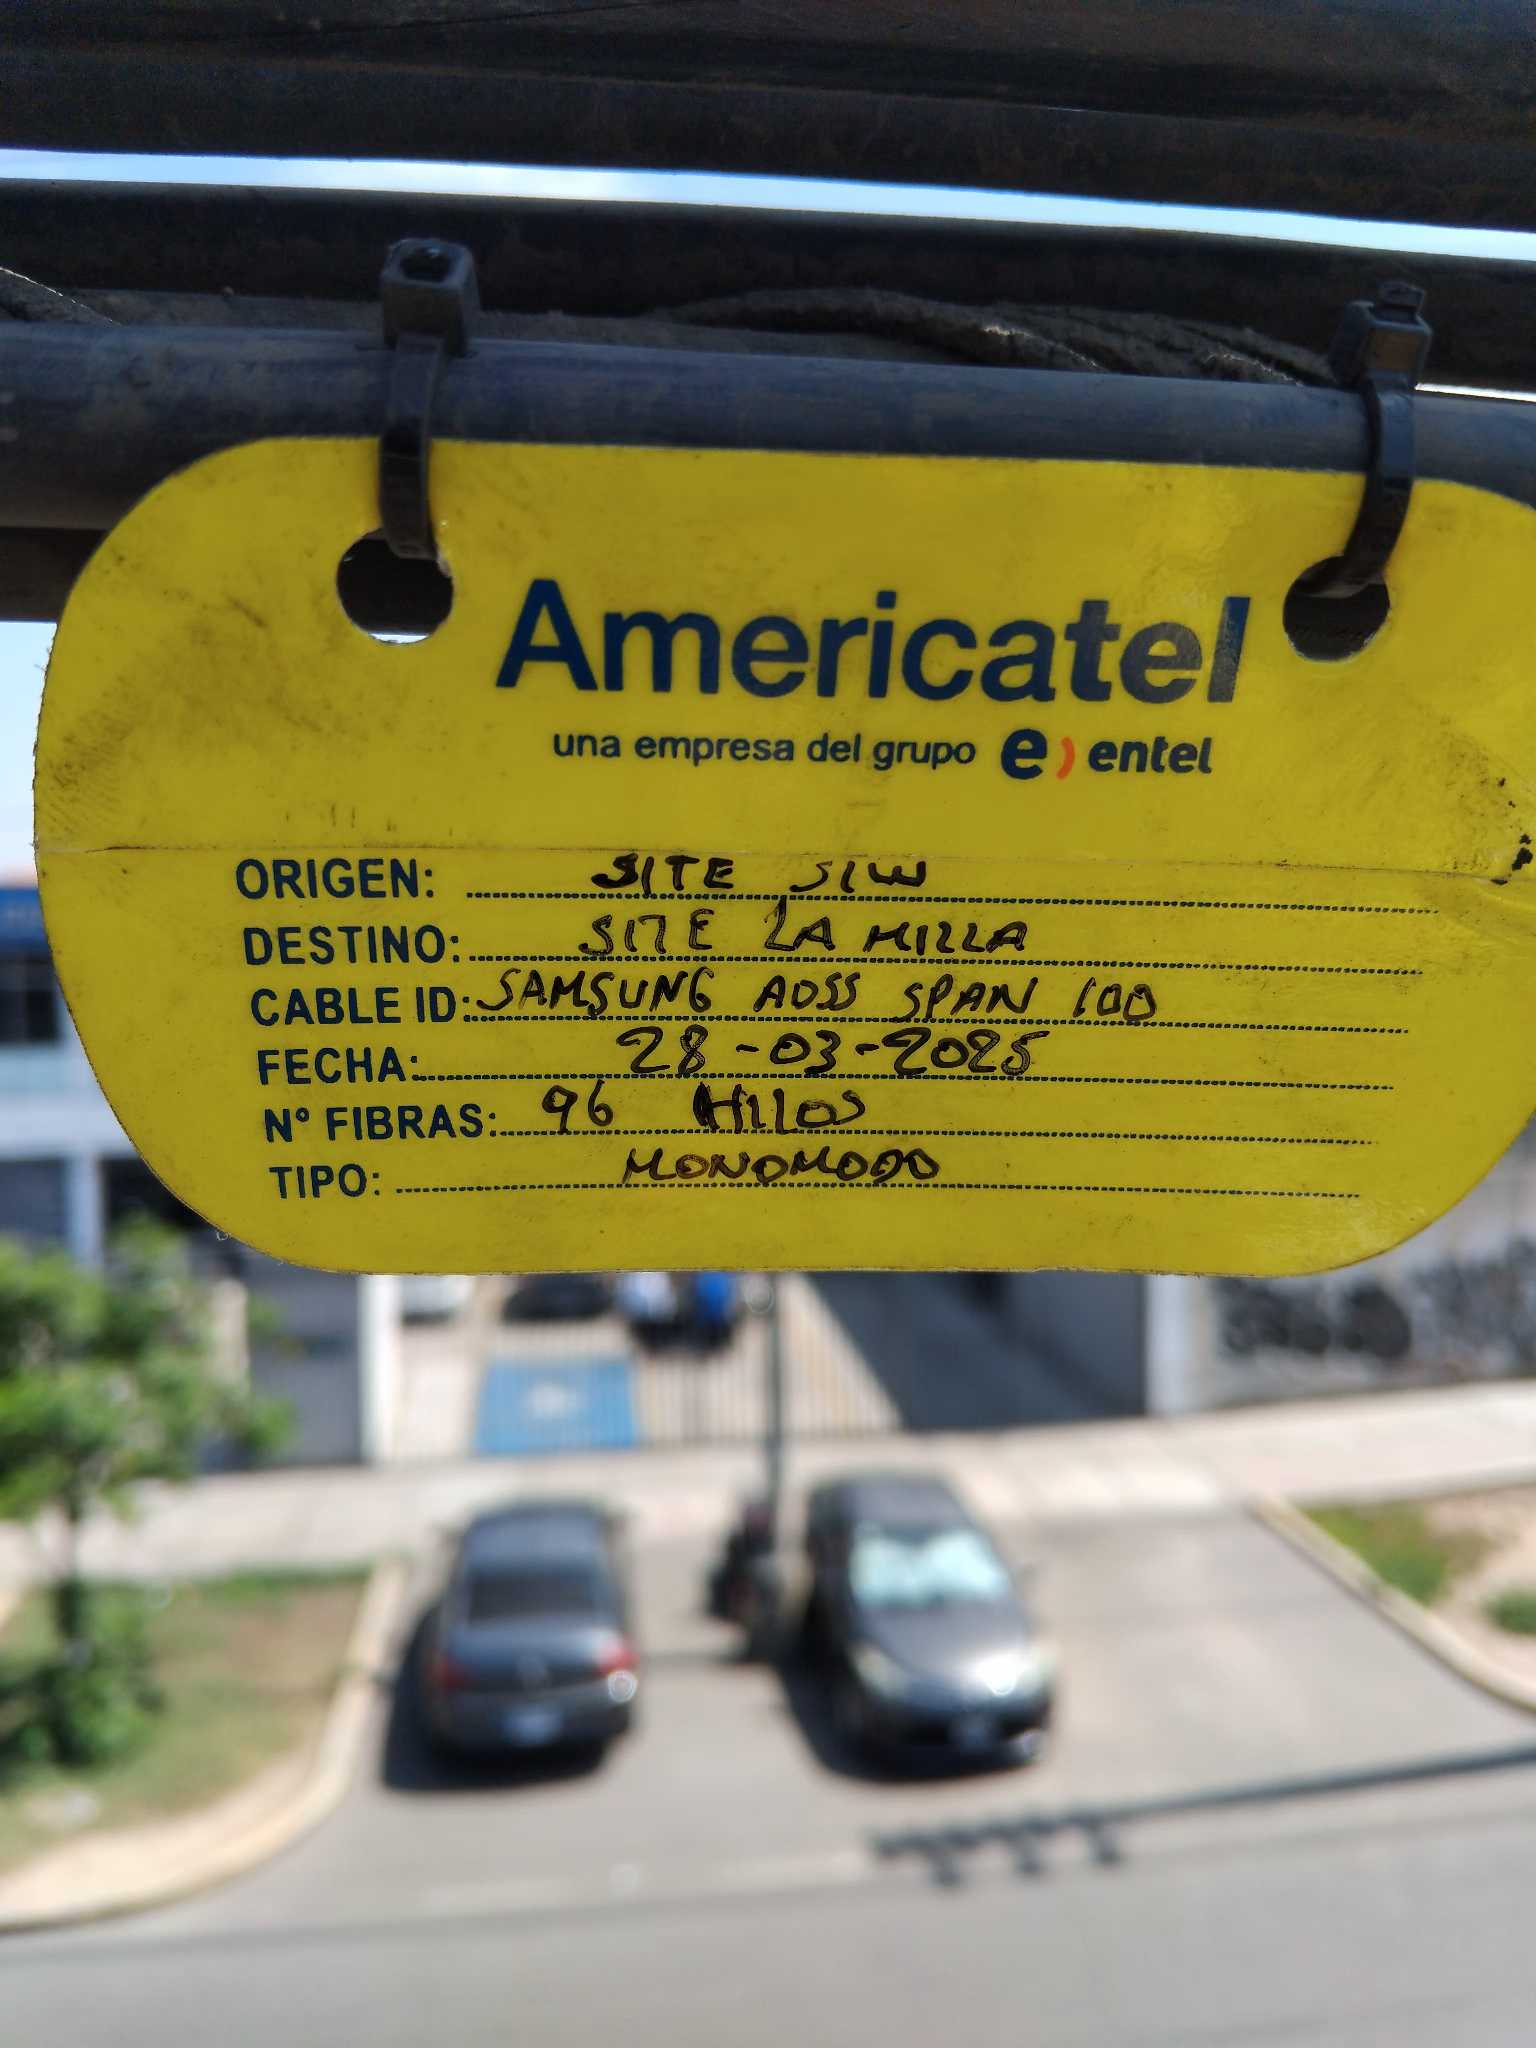 Americatel
una empresa del grupo e) entel
ORIGEN: SITE SIW
DESTINO: SITE LA MILLA
CABLE ID: SAMSUNG ADSS SPAN 100
FECHA: 28-03-2025
N° FIBRAS: 96 HILOS
TIPO: MONOMODO